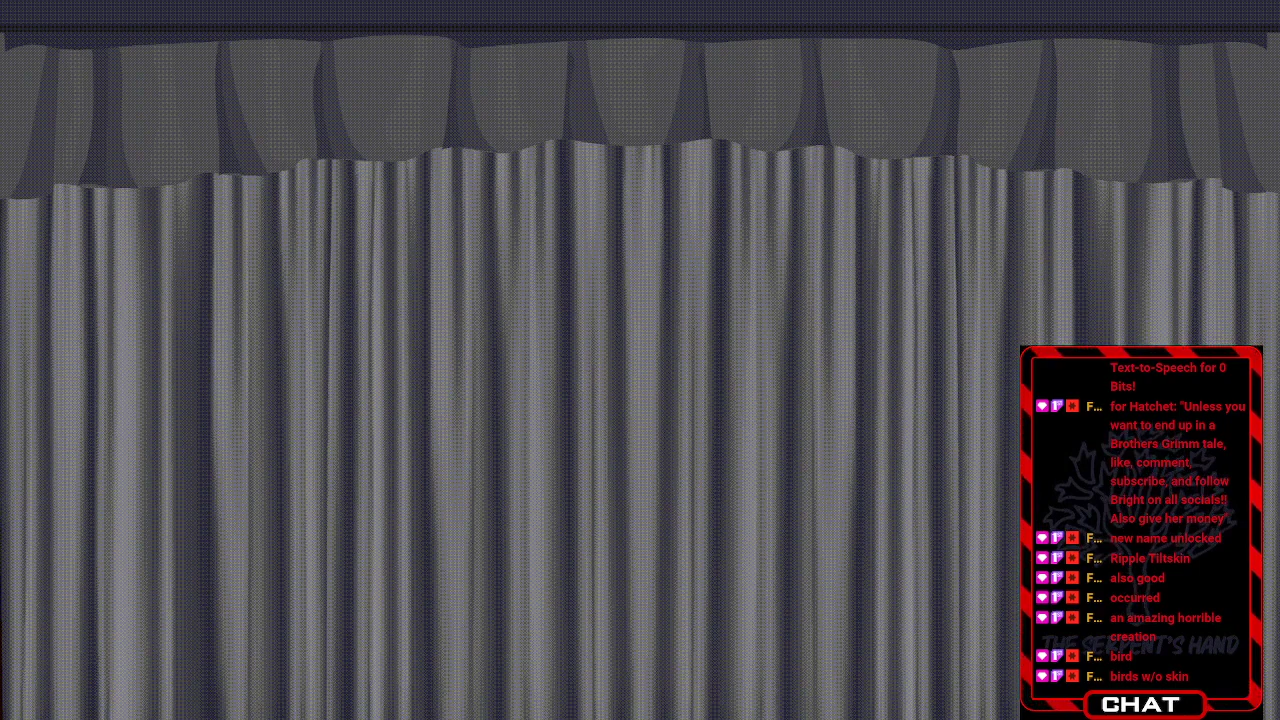 Text-to-Speech for 0
Bits!
F... for Hatchet: "Unless you
want to end up in a
Brothers Grimm tale,
like, comment,
subscribe, and follow
Bright on all socials!!
Also give her money"
F... new name unlocked
F... Ripple Tiltskin
F... also good
F... occurred
F... an amazing horrible
creation
THE SERPENT'S HAND
F... bird
F... birds w/o skin
CHAT